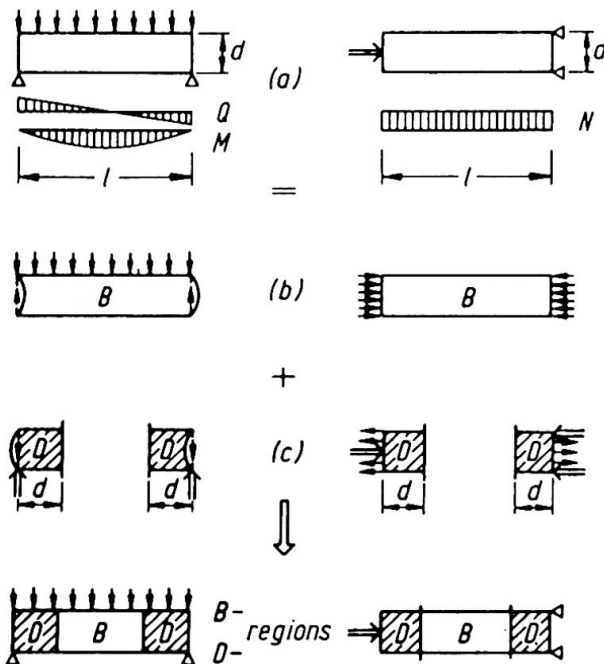 d (a) d
Q N
M
l l
=
B (b) B
+
D D (c) D D
d d d d
D B D B- regions D B D
D-